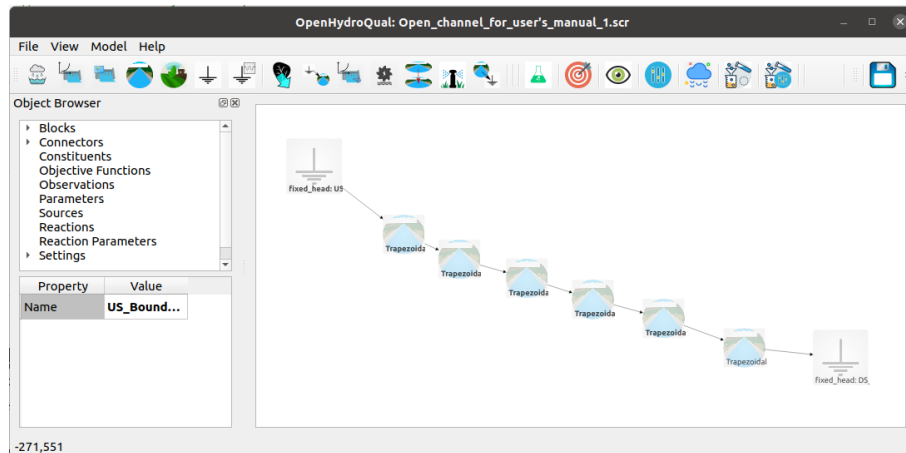 OpenHydroQual: Open_channel_for_user's_manual_1.scr
File View Model Help
Object Browser
Blocks
Connectors
Constituents
Objective Functions
Observations
Parameters
Sources
Reactions
Reaction Parameters
Settings
Property Value
Name US_Bound...
fixed_head: US
Trapezoida
Trapezoida
Trapezoida
Trapezoida
Trapezoida
Trapezoidal
fixed_head: DS_
-271,551